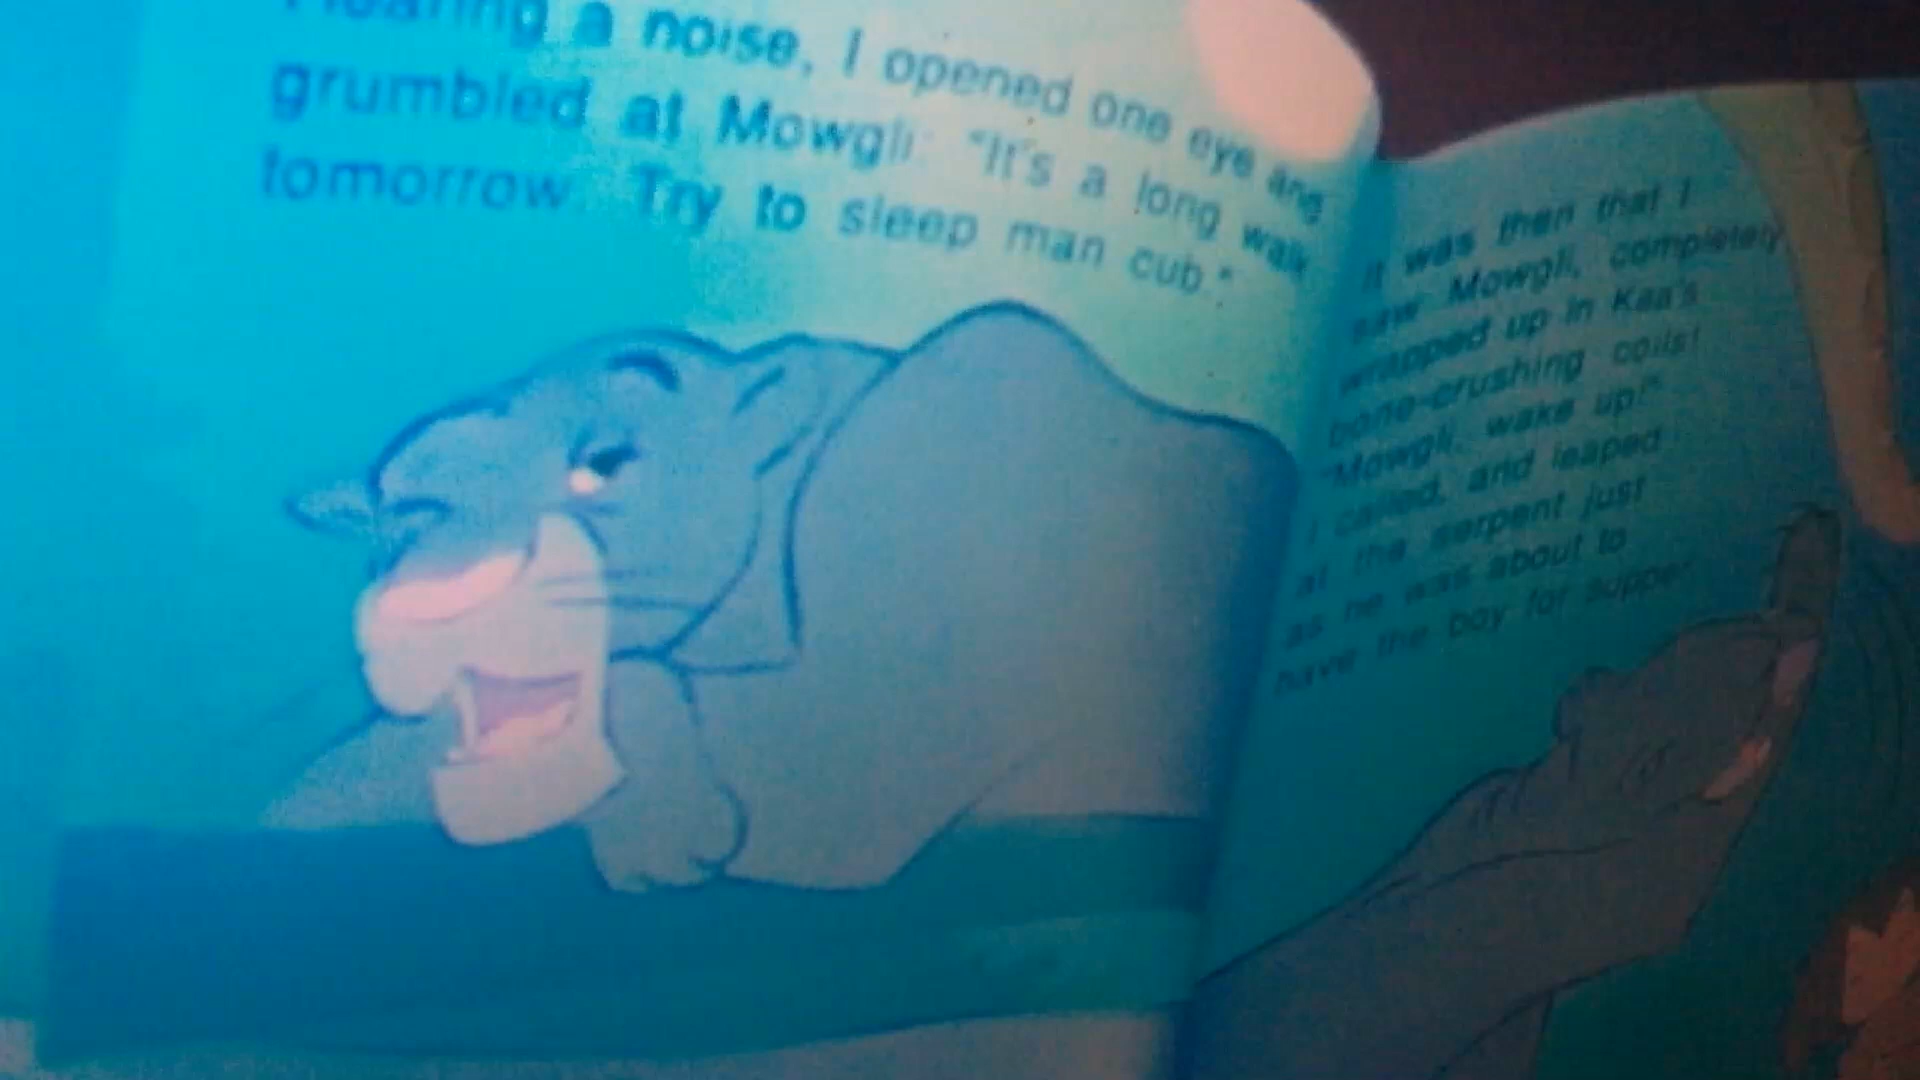 Hearing a noise, I opened one eye and
grumbled at Mowgli: "It's a long walk
tomorrow. Try to sleep man cub."
It was then that I
saw Mowgli, completely
wrapped up in Kaa's
bone-crushing coils!
"Mowgli, wake up!"
I called, and leaped
at the serpent just
as he was about to
have the boy for supper